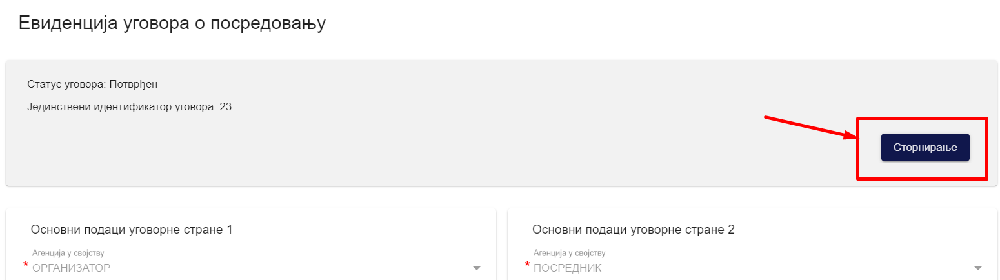 Евиденција уговора о посредовању
Статус уговора: Потврђен
Јединствени идентификатор уговора: 23
Сторнирање
Основни подаци уговорне стране 1
Агенција у својству
* ОРГАНИЗАТОР
Основни подаци уговорне стране 2
Агенција у својству
* ПОСРЕДНИК